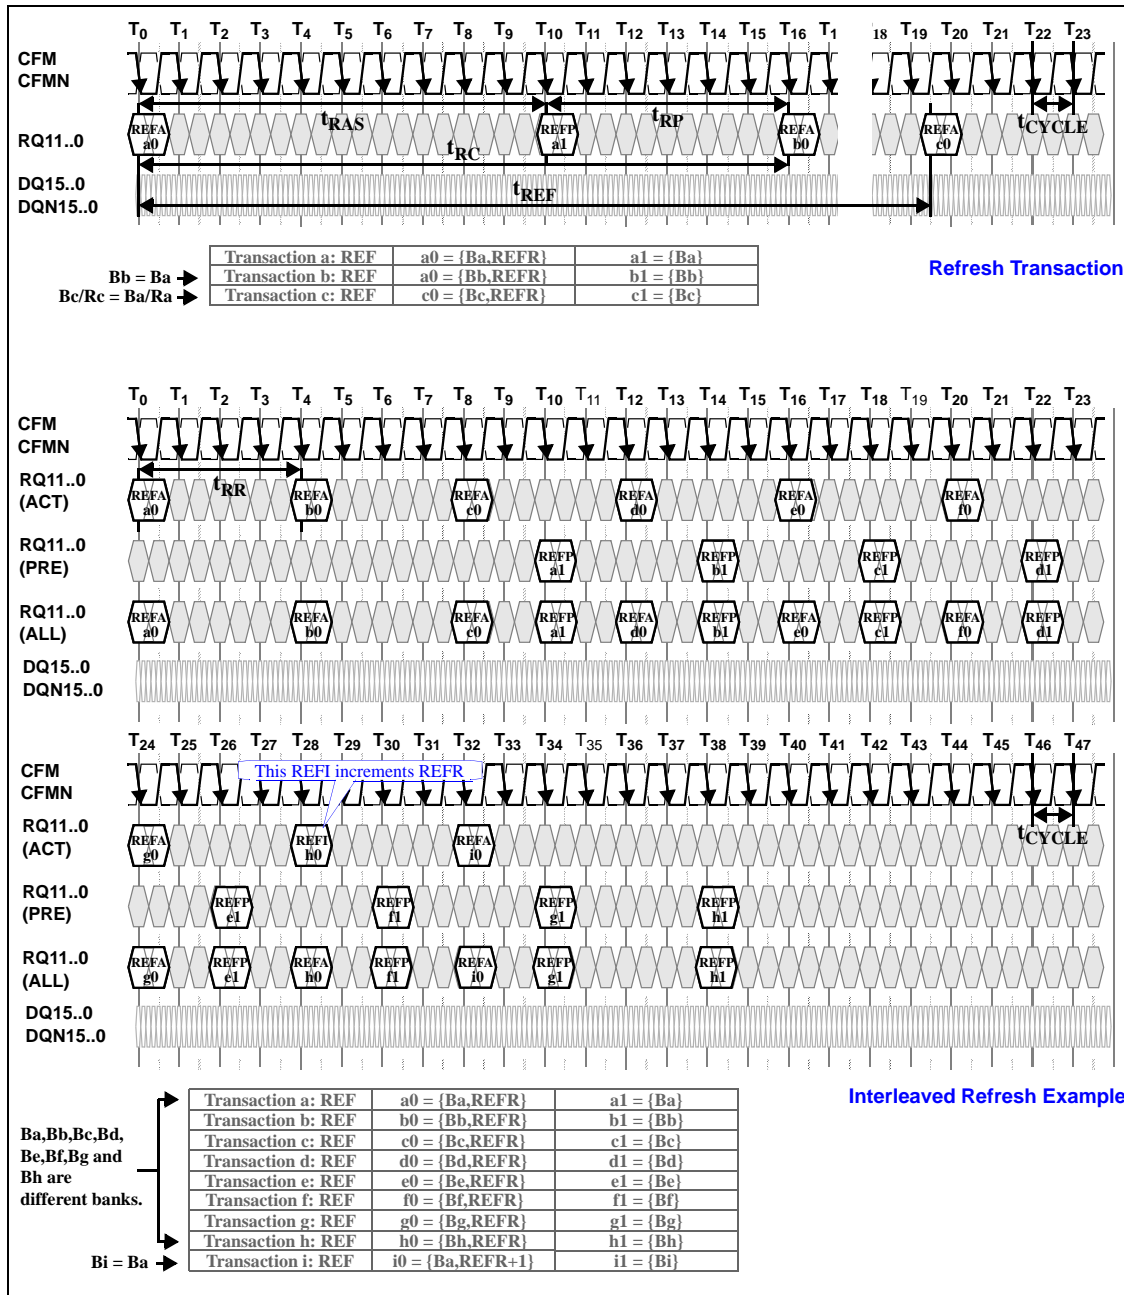 T0 T1 T2 T3 T4 T5 T6 T7 T8 T9 T10 T11 T12 T13 T14 T15 T16 T1 18 T19 T20 T21 T22 T23
CFM
CFMN
tRAS tRP tCYCLE
RQ11..0 REFA a0 REFP a1 REFA b0 REFA c0
tRC
DQ15..0
DQN15..0
tREF
Transaction a: REF a0 = {Ba,REFR} a1 = {Ba}
Bb = Ba Transaction b: REF a0 = {Bb,REFR} b1 = {Bb}
Bc/Rc = Ba/Ra Transaction c: REF c0 = {Bc,REFR} c1 = {Bc}
Refresh Transaction
T0 T1 T2 T3 T4 T5 T6 T7 T8 T9 T10 T11 T12 T13 T14 T15 T16 T17 T18 T19 T20 T21 T22 T23
CFM
CFMN
tRR
RQ11..0
(ACT) REFA a0 REFA b0 REFA c0 REFA d0 REFA e0 REFA f0
RQ11..0
(PRE) REFP a1 REFP b1 REFP c1 REFP d1
RQ11..0
(ALL) REFA a0 REFA b0 REFA c0 REFP a1 REFA d0 REFP b1 REFA e0 REFP c1 REFA f0 REFP d1
DQ15..0
DQN15..0
T24 T25 T26 T27 T28 T29 T30 T31 T32 T33 T34 T35 T36 T37 T38 T39 T40 T41 T42 T43 T44 T45 T46 T47
CFM
CFMN
This REFI increments REFR
tCYCLE
RQ11..0
(ACT) REFA g0 REFI h0 REFA i0
RQ11..0
(PRE) REFP e1 REFP f1 REFP g1 REFP h1
RQ11..0
(ALL) REFA g0 REFP e1 REFA h0 REFP f1 REFA i0 REFP g1 REFP h1
DQ15..0
DQN15..0
Interleaved Refresh Example
Ba,Bb,Bc,Bd,
Be,Bf,Bg and
Bh are
different banks.
Transaction a: REF a0 = {Ba,REFR} a1 = {Ba}
Transaction b: REF b0 = {Bb,REFR} b1 = {Bb}
Transaction c: REF c0 = {Bc,REFR} c1 = {Bc}
Transaction d: REF d0 = {Bd,REFR} d1 = {Bd}
Transaction e: REF e0 = {Be,REFR} e1 = {Be}
Transaction f: REF f0 = {Bf,REFR} f1 = {Bf}
Transaction g: REF g0 = {Bg,REFR} g1 = {Bg}
Transaction h: REF h0 = {Bh,REFR} h1 = {Bh}
Bi = Ba Transaction i: REF i0 = {Ba,REFR+1} i1 = {Bi}